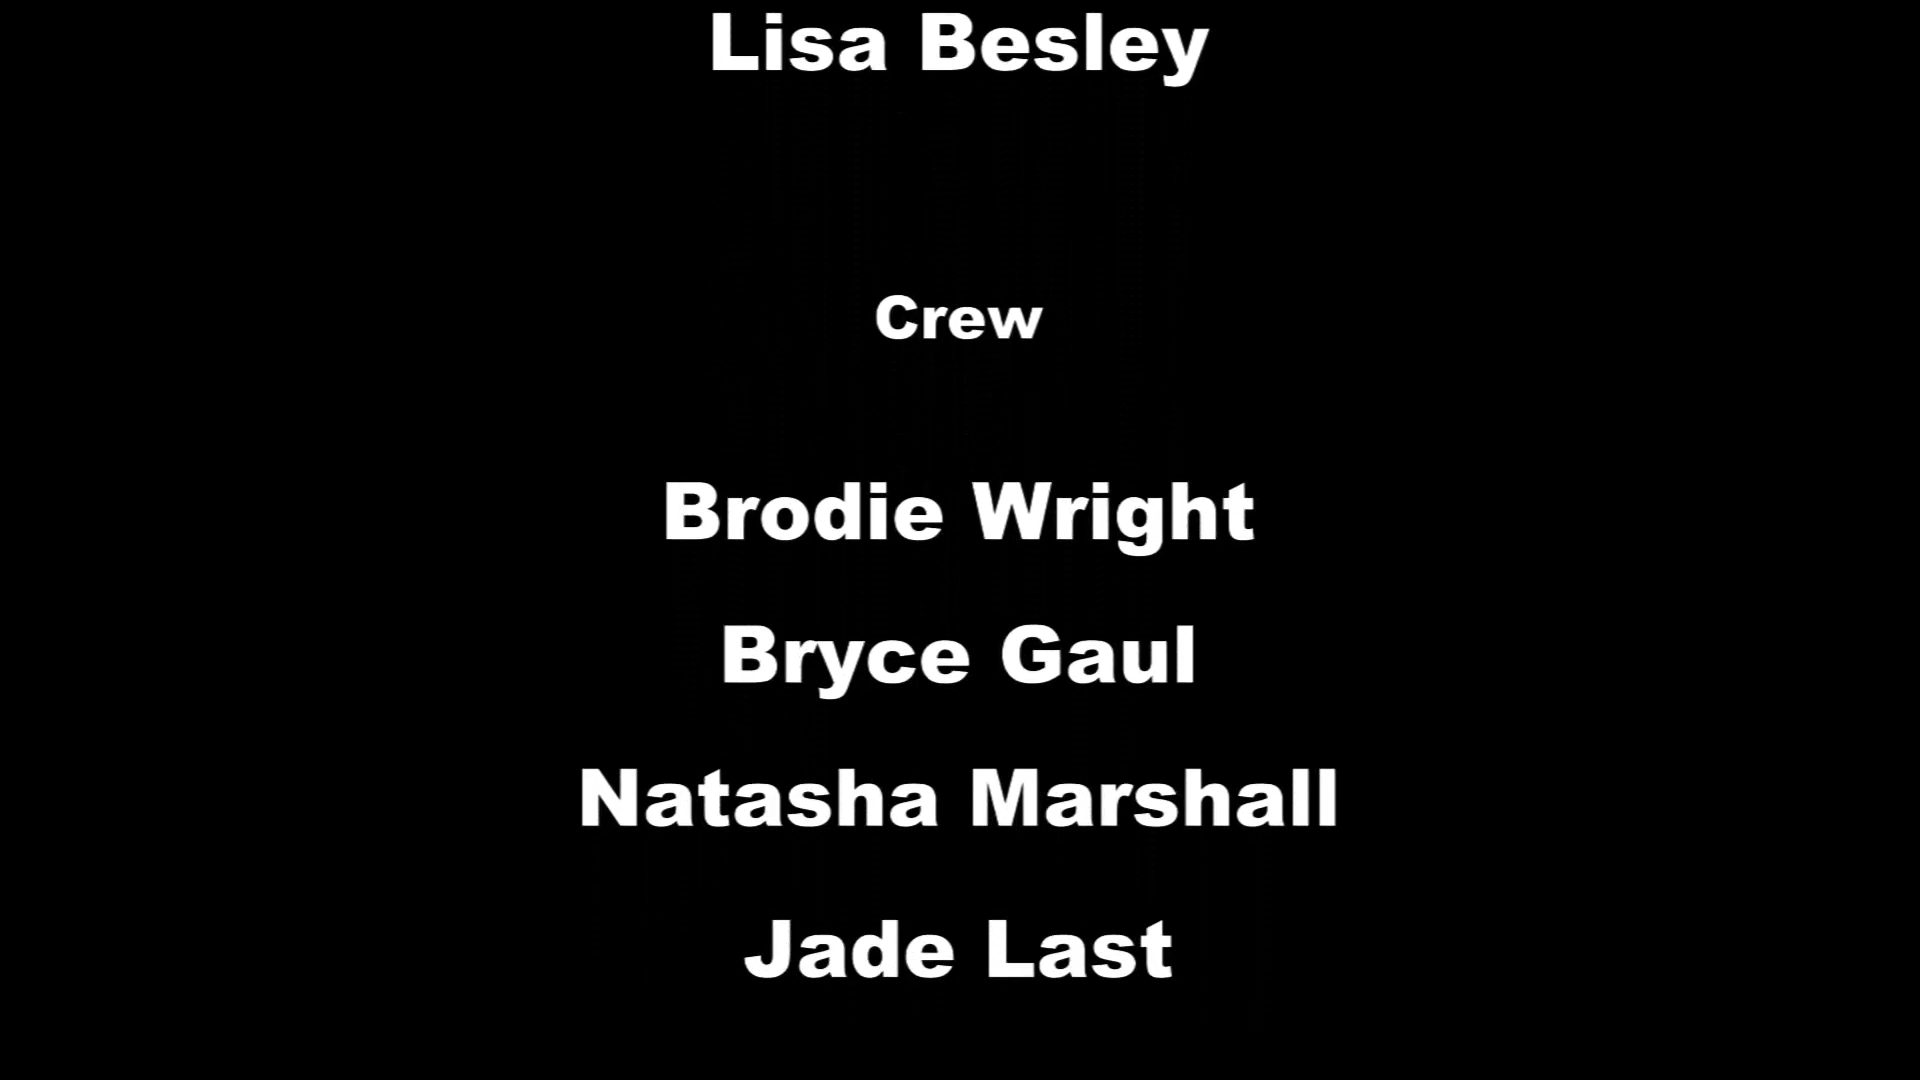 Lisa Besley
Crew
Brodie Wright
Bryce Gaul
Natasha Marshall
Jade Last